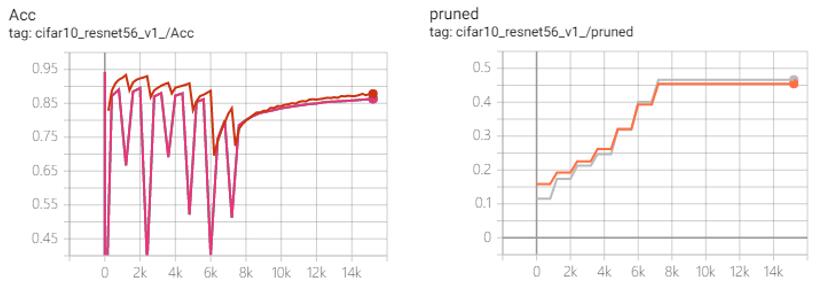 Acc
tag: cifar10_resnet56_v1_/Acc
0.95
0.85
0.75
0.65
0.55
0.45
0 2k 4k 6k 8k 10k 12k 14k
pruned
tag: cifar10_resnet56_v1_/pruned
0.5
0.4
0.3
0.2
0.1
0
0 2k 4k 6k 8k 10k 12k 14k